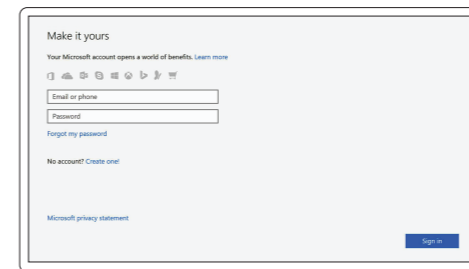 Make it yours
Your Microsoft account opens a world of benefits. Learn more
Email or phone
Password
Forgot my password
No account? Create one!
Microsoft privacy statement
Sign in